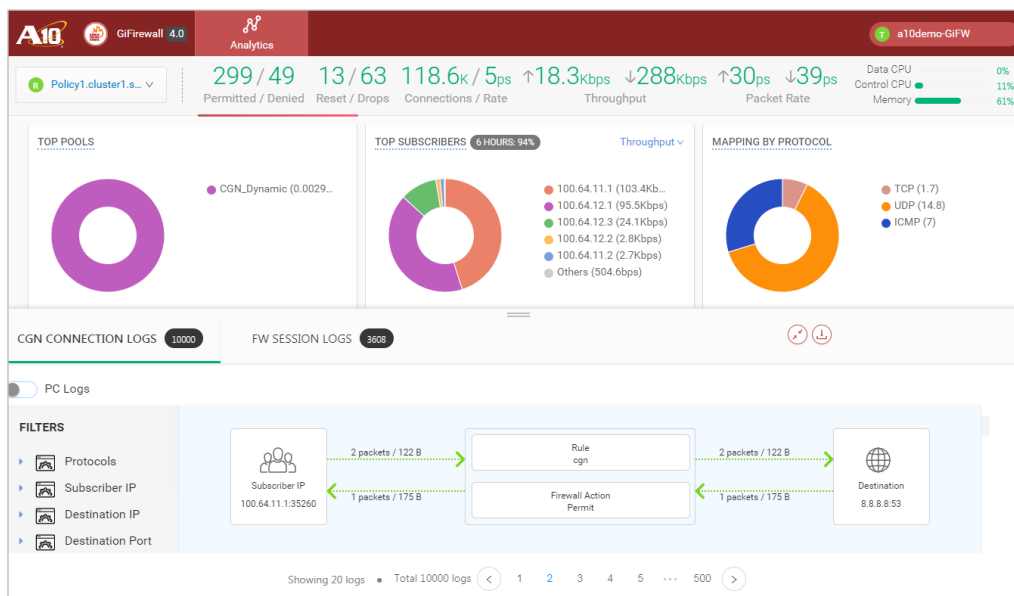 A10 GiFirewall 4.0
Analytics
T a10demo-GiFW
R Policy1.cluster1.s...
299 / 49 13 / 63 118.6K / 5ps ↑18.3Kbps ↓288Kbps ↑30ps ↓39ps
Permitted / Denied Reset / Drops Connections / Rate Throughput Packet Rate
Data CPU 0%
Control CPU 11%
Memory 61%
TOP POOLS
CGN_Dynamic (0.0029...
TOP SUBSCRIBERS 6 HOURS: 94% Throughput
100.64.11.1 (103.4Kb...
100.64.12.1 (95.5Kbps)
100.64.12.3 (24.1Kbps)
100.64.12.2 (2.8Kbps)
100.64.11.2 (2.7Kbps)
Others (504.6bps)
MAPPING BY PROTOCOL
TCP (1.7)
UDP (14.8)
ICMP (7)
CGN CONNECTION LOGS 10000 FW SESSION LOGS 3608
PC Logs
FILTERS
Protocols
Subscriber IP
Destination IP
Destination Port
Subscriber IP
100.64.11.1:35260
2 packets / 122 B
1 packets / 175 B
Rule
cgn
Firewall Action
Permit
2 packets / 122 B
1 packets / 175 B
Destination
8.8.8.8:53
Showing 20 logs • Total 10000 logs < 1 2 3 4 5 ... 500 >